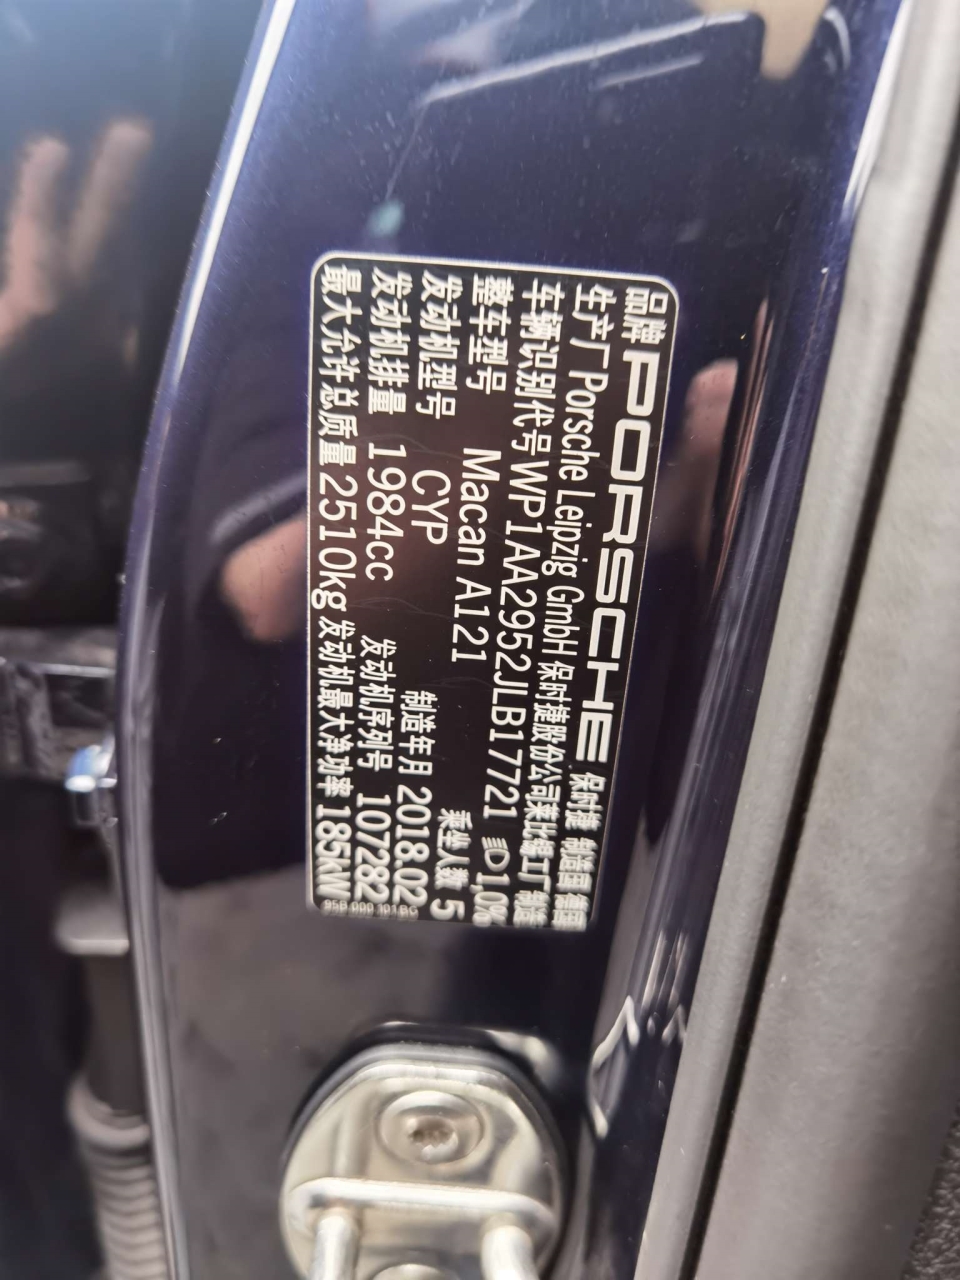 品牌 PORSCHE 保时捷 制造国 德国
生产厂 Porsche Leipzig GmbH 保时捷股份公司莱比锡工厂制造
车辆识别代号 WP1AA2952JLB17721 1,0%
整车型号 Macan A121 乘坐人数 5
发动机型号 CYP 制造年月 2018.02
发动机排量 1984cc 发动机序列号 107282
最大允许总质量 2510kg 发动机最大净功率 185kW
95B 000 101 BG